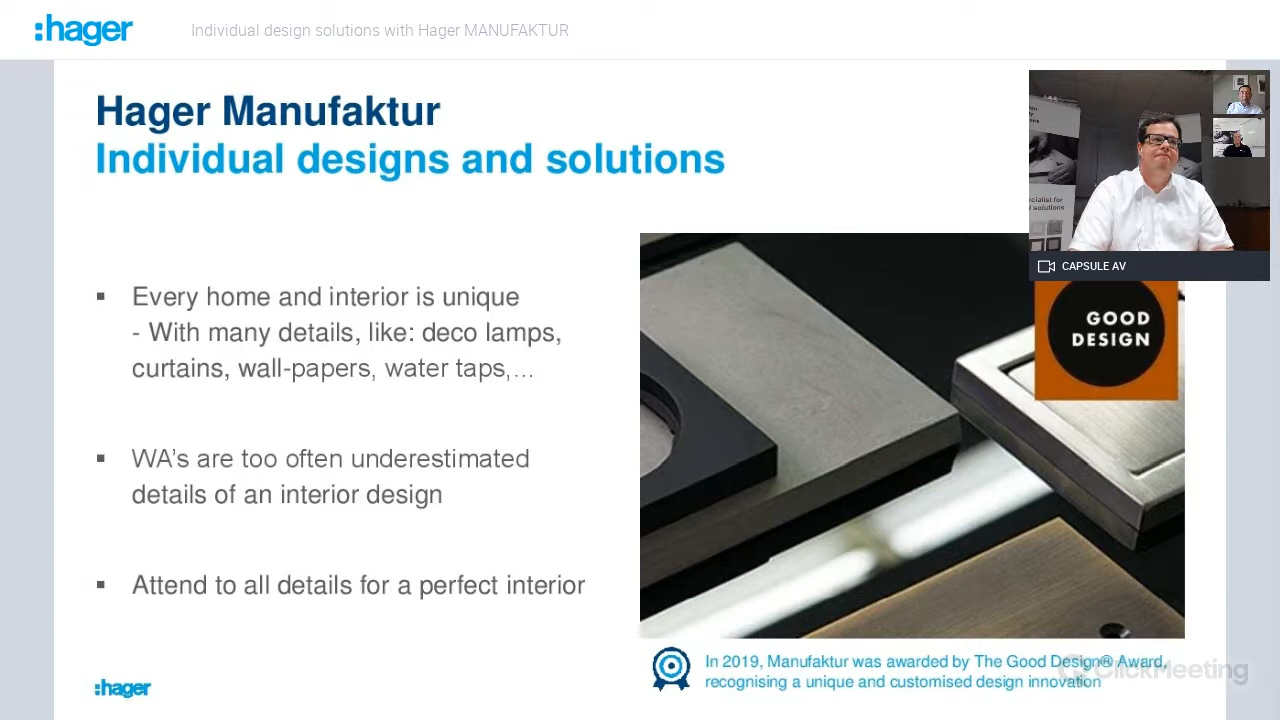 :hager
Individual design solutions with Hager MANUFAKTUR
Hager Manufaktur
Individual designs and solutions
▪ Every home and interior is unique
- With many details, like: deco lamps,
curtains, wall-papers, water taps,…
▪ WA’s are too often underestimated
details of an interior design
▪ Attend to all details for a perfect interior
CAPSULE AV
GOOD
DESIGN
In 2019, Manufaktur was awarded by The Good Design® Award,
recognising a unique and customised design innovation
:hager
ClickMeeting